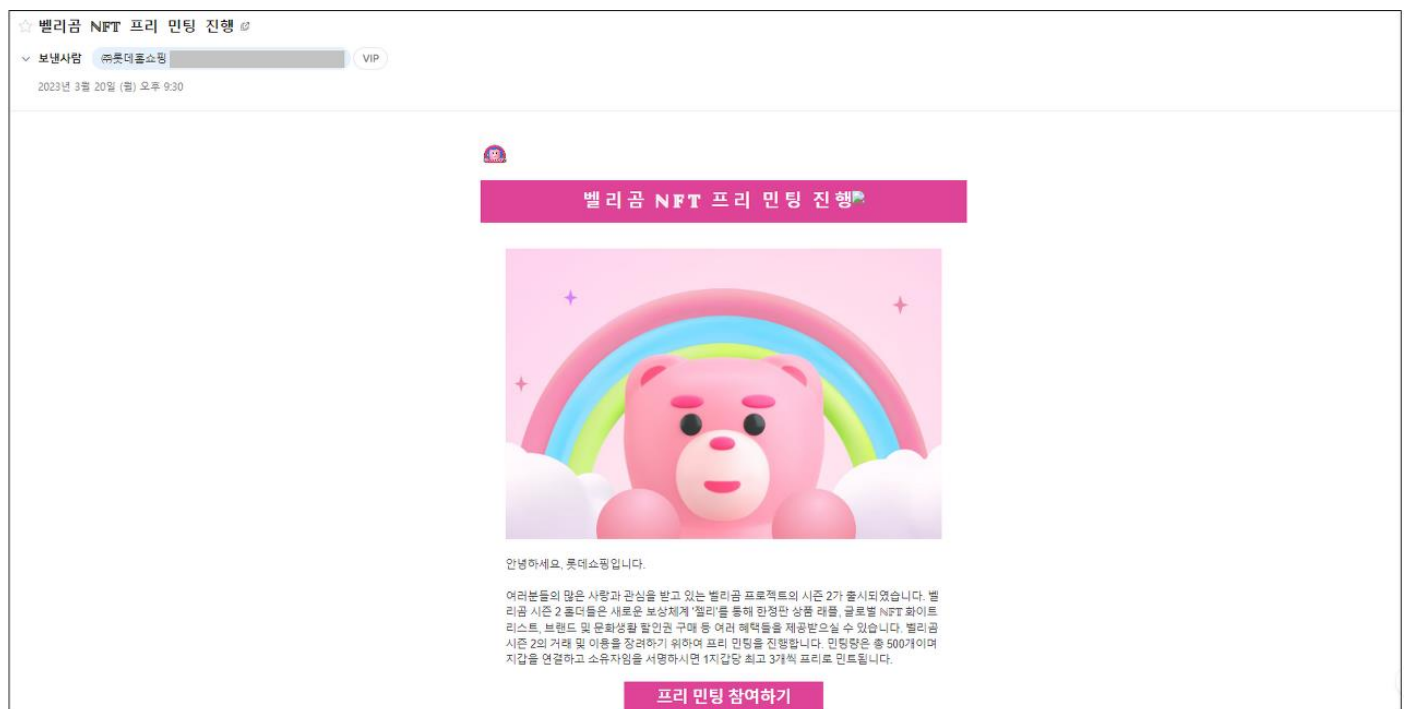 벨리곰 NFT 프리 민팅 진행
보낸사람 ㈜롯데홈쇼핑 VIP
2023년 3월 20일 (월) 오후 9:30
벨리곰 NFT 프리 민팅 진행
안녕하세요, 롯데쇼핑입니다.
여러분들의 많은 사랑과 관심을 받고 있는 벨리곰 프로젝트의 시즌 2가 출시되였습니다. 벨
리곰 시즌 2 홀더들은 새로운 보상체계 '젤리'를 통해 한정판 상품 래플, 글로벌 NFT 화이트
리스트, 브랜드 및 문화생활 할인권 구매 등 여러 혜택들을 제공받으실 수 있습니다. 벨리곰
시즌 2의 거래 및 이용을 장려하기 위하여 프리 민팅을 진행합니다. 민팅량은 총 500개이며
지갑을 연결하고 소유자임을 서명하시면 1지갑당 최고 3개씩 프리로 민트됩니다.
프리 민팅 참여하기